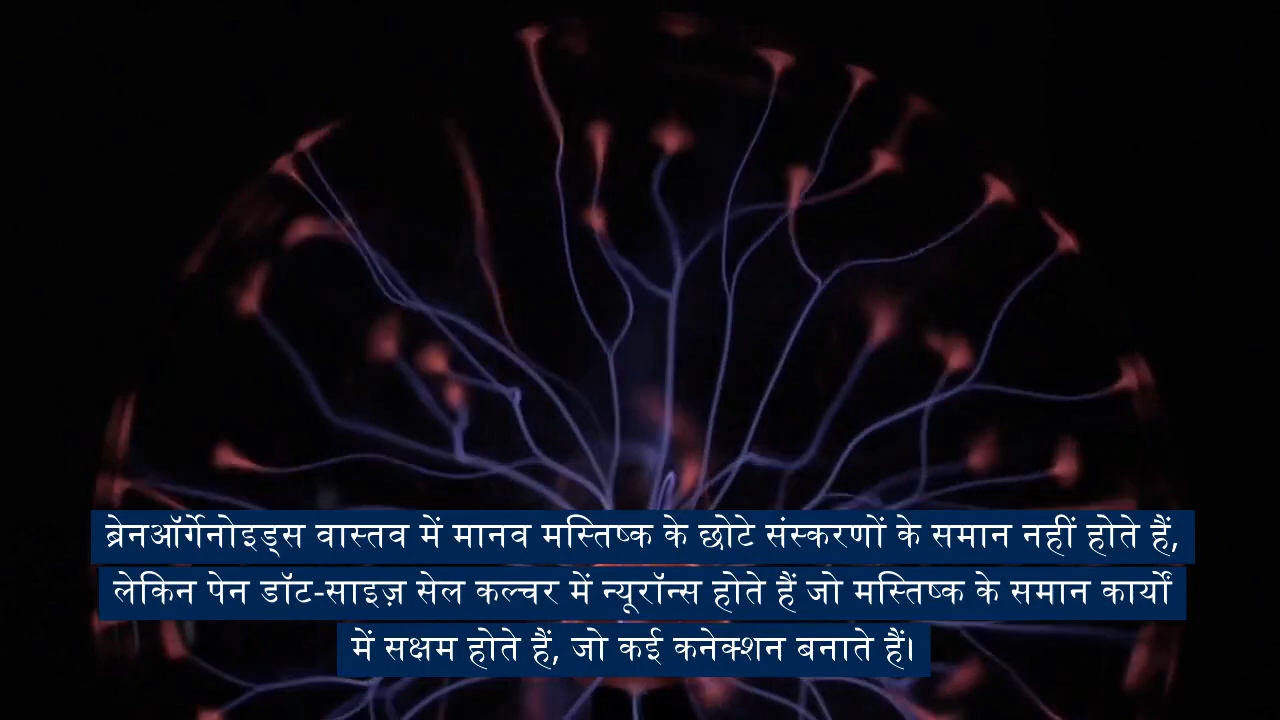 ब्रेनऑर्गेनोइड्स वास्तव में मानव मस्तिष्क के छोटे संस्करणों के समान नहीं होते हैं,
लेकिन पेन डॉट-साइज़ सेल कल्चर में न्यूरॉन्स होते हैं जो मस्तिष्क के समान कार्यों
में सक्षम होते हैं, जो कई कनेक्शन बनाते हैं।